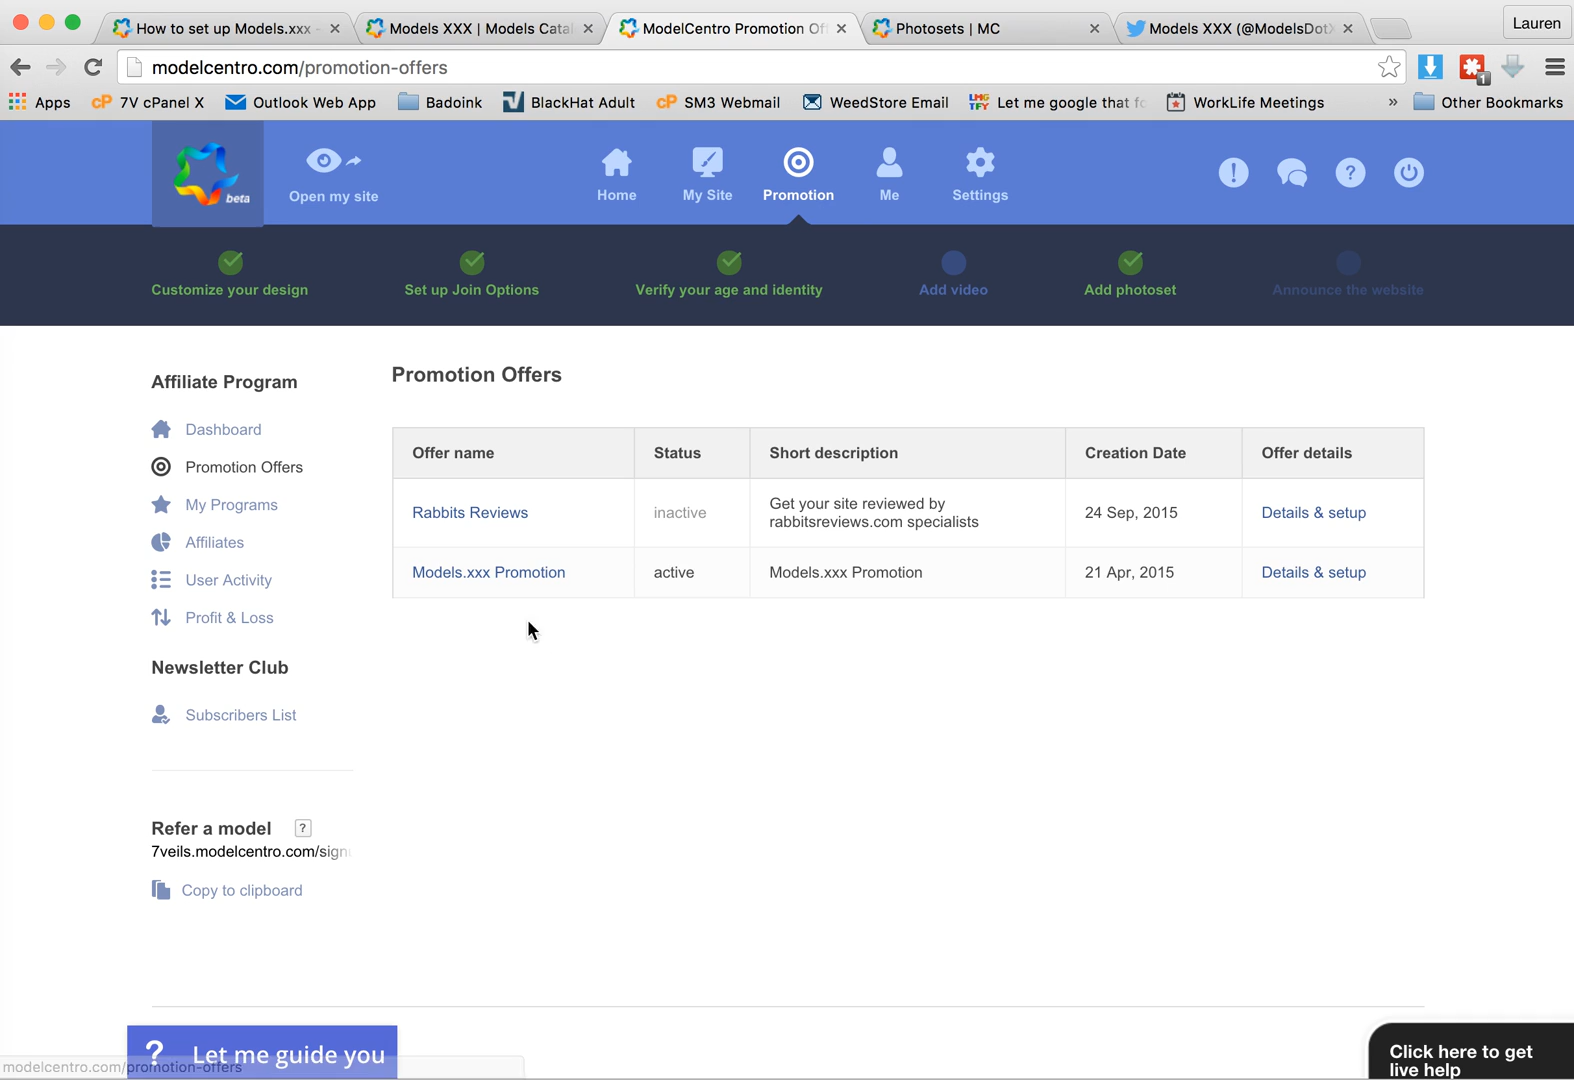 How to set up Models.xxx
Models XXX | Models Catal
ModelCentro Promotion Of
Photosets | MC
Models XXX (@ModelsDotX
Lauren
modelcentro.com/promotion-offers
1
Apps
cP 7V cPanel X
Outlook Web App
Badoink
BlackHat Adult
cP SM3 Webmail
WeedStore Email
LMG TFY Let me google that fo
WorkLife Meetings
»
Other Bookmarks
beta
Open my site
Home
My Site
Promotion
Me
Settings
!
?
Customize your design
Set up Join Options
Verify your age and identity
Add video
Add photoset
Announce the website
Affiliate Program
Dashboard
Promotion Offers
My Programs
Affiliates
User Activity
Profit & Loss
Newsletter Club
Subscribers List
Refer a model ?
7veils.modelcentro.com/sign
Copy to clipboard
Promotion Offers
Offer name Status Short description Creation Date Offer details
Rabbits Reviews inactive Get your site reviewed by
rabbitsreviews.com specialists 24 Sep, 2015 Details & setup
Models.xxx Promotion active Models.xxx Promotion 21 Apr, 2015 Details & setup
? Let me guide you
modelcentro.com/promotion-offers
Click here to get
live help